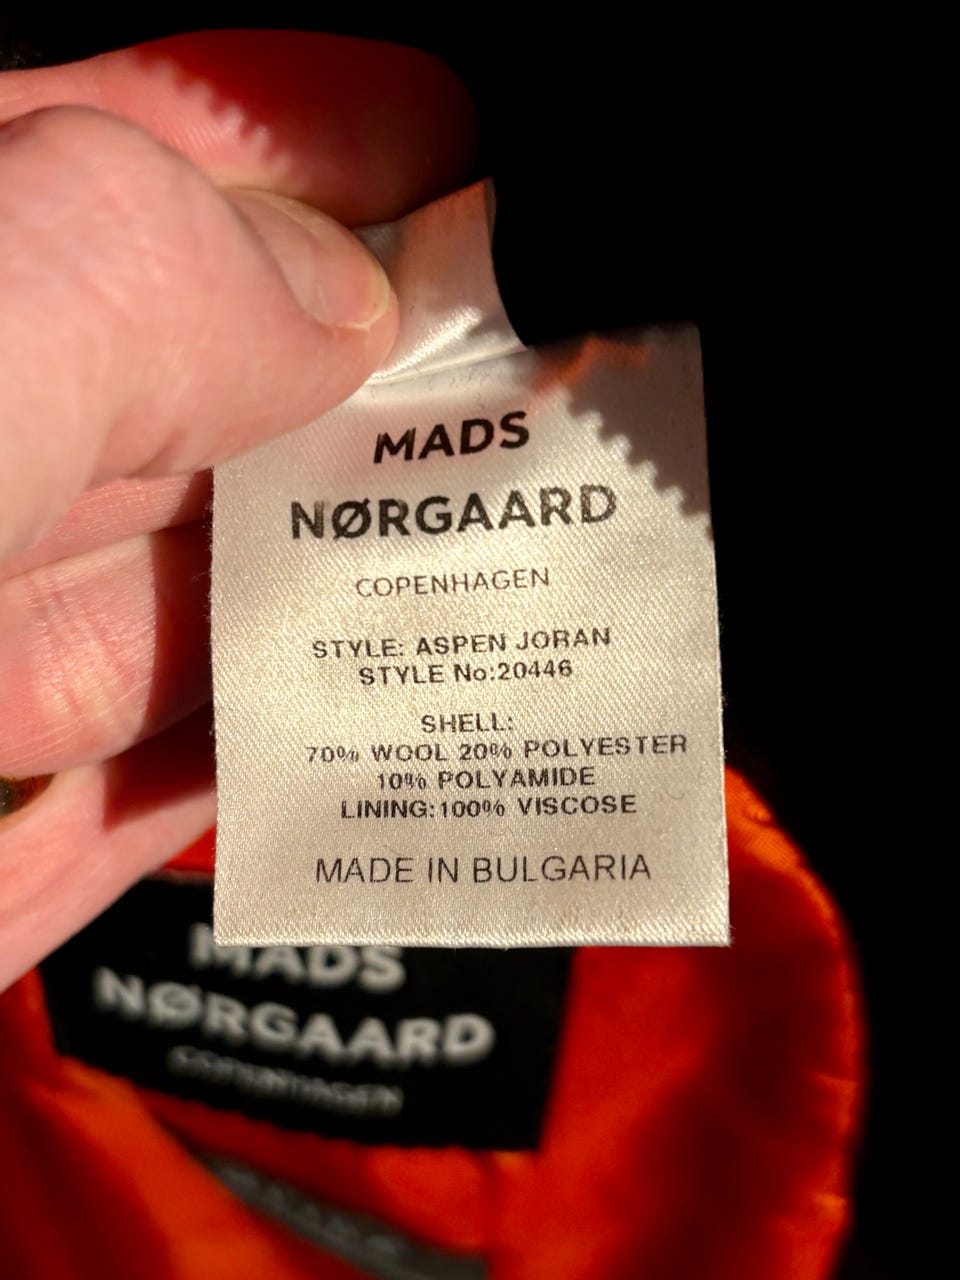 MADS
NØRGAARD
COPENHAGEN
STYLE: ASPEN JORAN
STYLE No:20446
SHELL:
70% WOOL 20% POLYESTER
10% POLYAMIDE
LINING:100% VISCOSE
MADE IN BULGARIA
MADS
NØRGAARD
COPENHAGEN